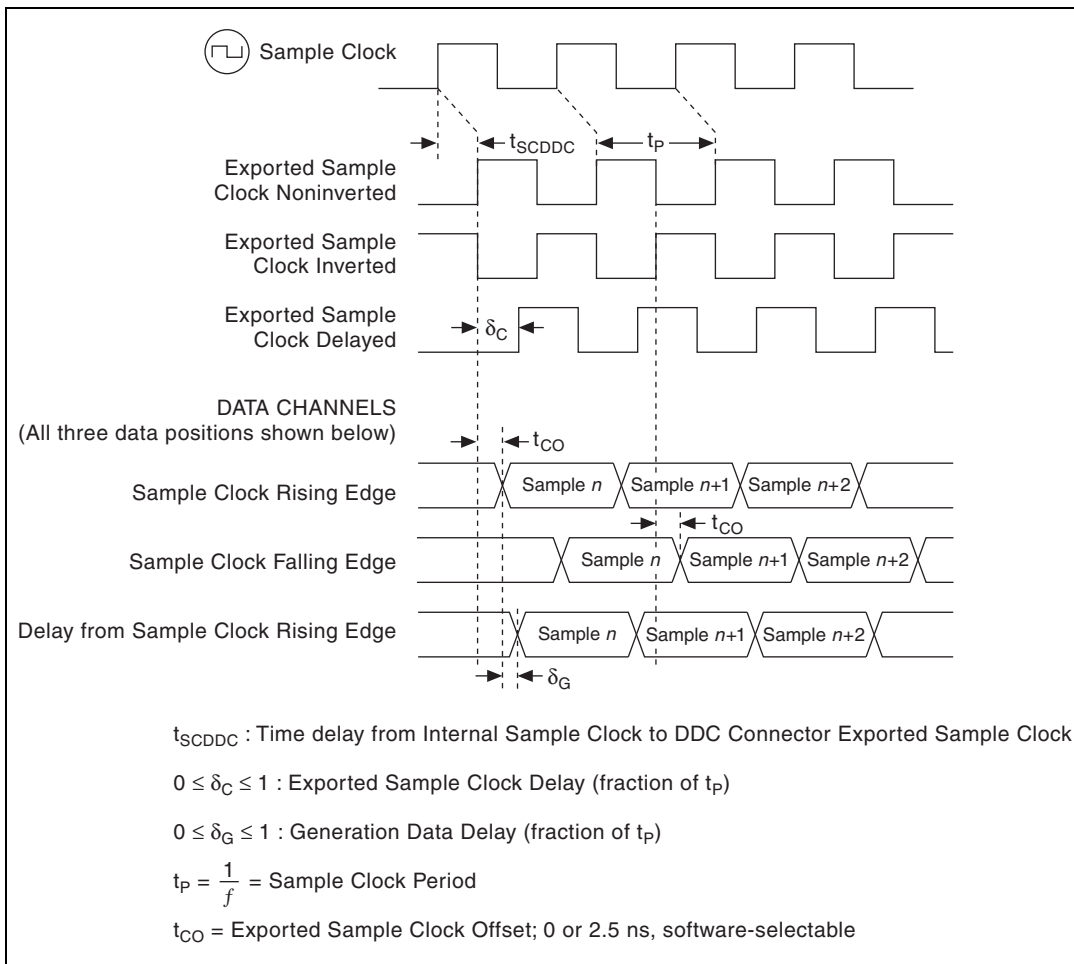 Sample Clock
tSCDDC
tP
Exported Sample
Clock Noninverted
Exported Sample
Clock Inverted
Exported Sample
Clock Delayed
δC
DATA CHANNELS
(All three data positions shown below)
tCO
Sample Clock Rising Edge
Sample n
Sample n+1
Sample n+2
tCO
Sample Clock Falling Edge
Sample n
Sample n+1
Sample n+2
Delay from Sample Clock Rising Edge
Sample n
Sample n+1
Sample n+2
δG
tSCDDC : Time delay from Internal Sample Clock to DDC Connector Exported Sample Clock
0 ≤ δC ≤ 1 : Exported Sample Clock Delay (fraction of tP)
0 ≤ δG ≤ 1 : Generation Data Delay (fraction of tP)
tP = 1/f = Sample Clock Period
tCO = Exported Sample Clock Offset; 0 or 2.5 ns, software-selectable